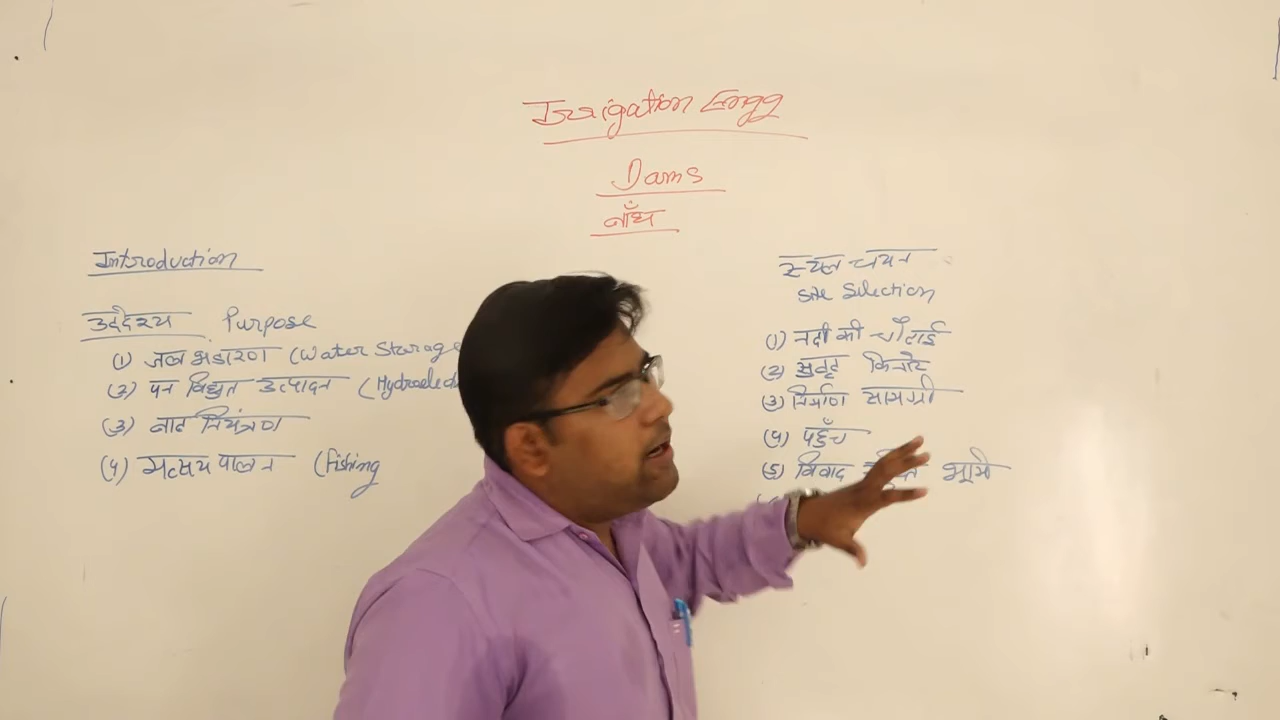 Irrigation Engg
Dams
बाँध
Introduction
उद्देश्य Purpose
(1) जल भंडारण (Water Storage
(2) पन विद्युत उत्पादन (Hydroele
(3) बाढ नियंत्रण
(4) मत्सय पालन (Fishing
स्थल चयन
Site Selection
(1) नदी की चौड़ाई
(2) सुदृढ़ किनारे
(3) निर्माण सामग्री
(4) पहुँच
(5) विवाद भूमि